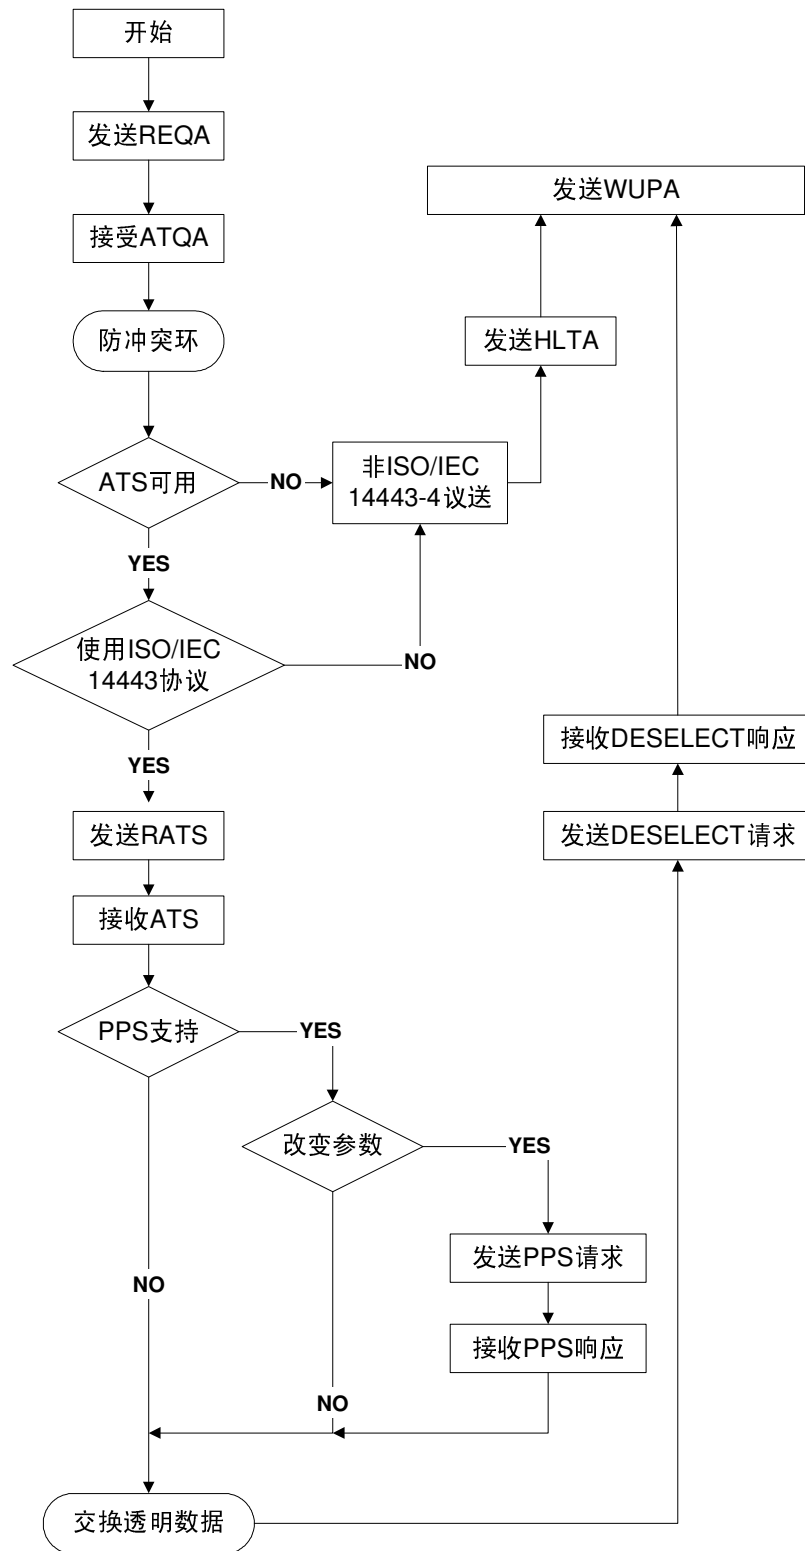 开始
发送REQA
接受ATQA
防冲突环
ATS可用
NO
非ISO/IEC
14443-4议送
发送HLTA
发送WUPA
YES
使用ISO/IEC
14443协议
NO
YES
发送RATS
接收ATS
PPS支持
YES
改变参数
YES
发送PPS请求
接收PPS响应
NO
NO
交换透明数据
发送DESELECT请求
接收DESELECT响应